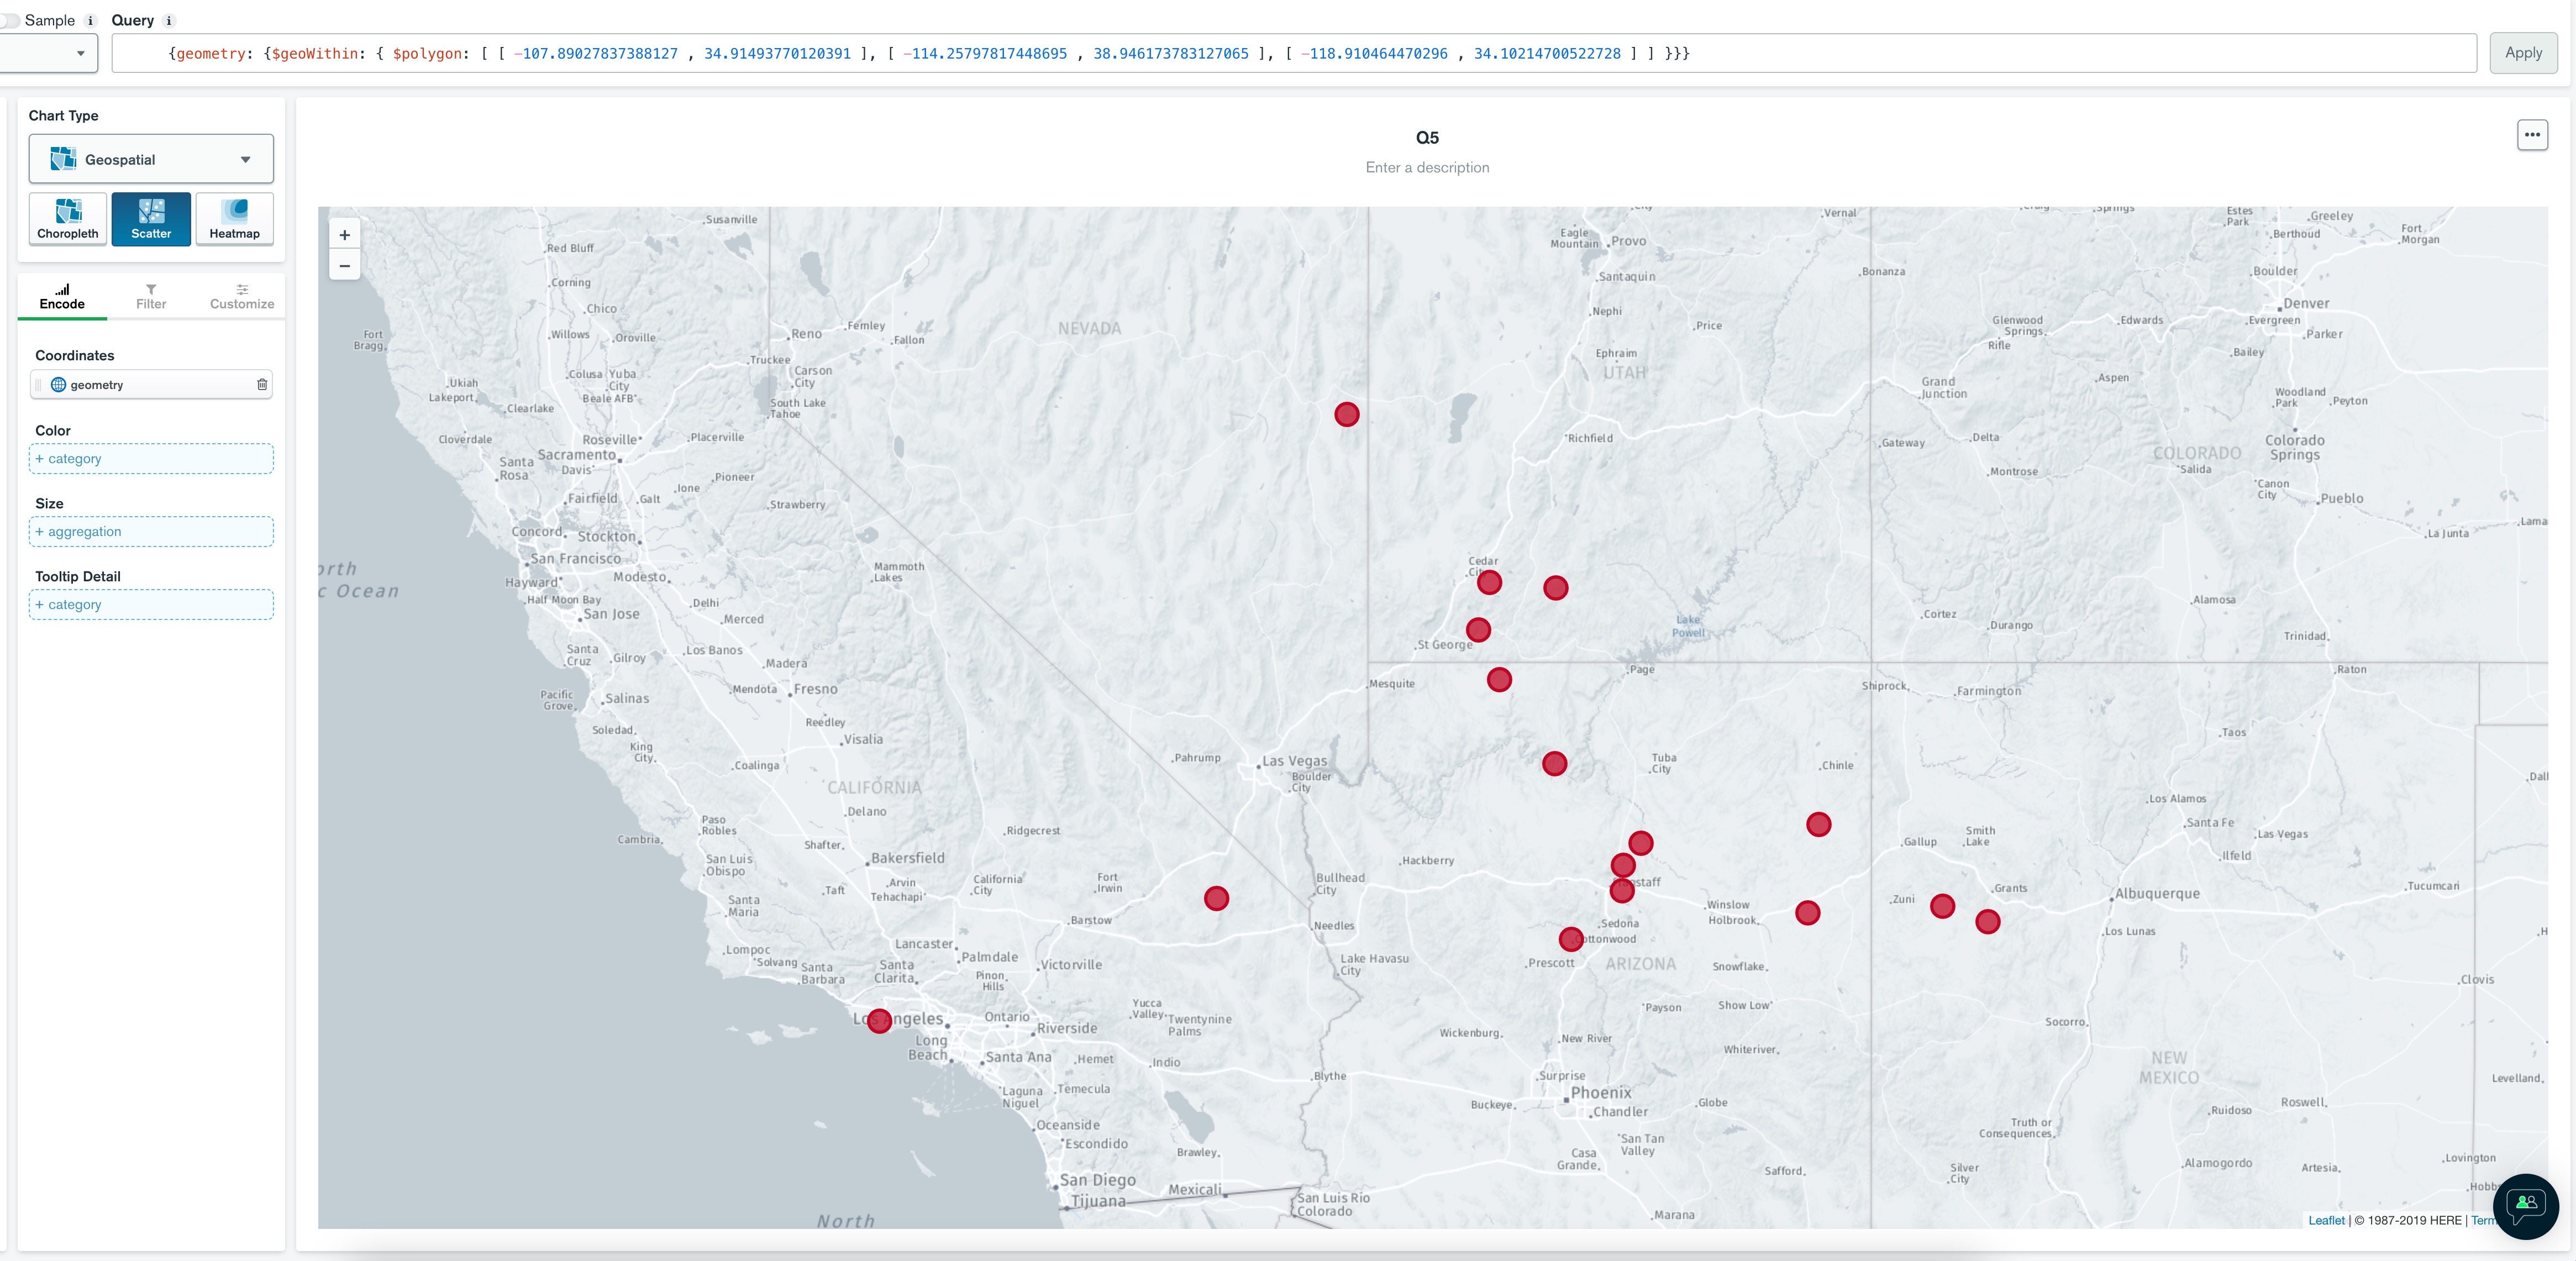 Sample i Query i
{geometry: {$geoWithin: { $polygon: [ [ -107.89027837388127 , 34.91493770120391 ], [ -114.25797817448695 , 38.946173783127065 ], [ -118.910464470296 , 34.10214700522728 ] ] }}}
Apply
Chart Type
Geospatial
Choropleth Scatter Heatmap
Encode Filter Customize
Coordinates
geometry
Color
+ category
Size
+ aggregation
Tooltip Detail
+ category
Q5
Enter a description
+
−
Susanville
Red Bluff
Corning
Chico
Fort
Bragg
Willows
Oroville
Reno
Fernley
Fallon
Truckee
Carson
City
Colusa
Yuba
City
Beale AFB
Ukiah
Lakeport
Clearlake
South Lake
Tahoe
Cloverdale
Roseville
Placerville
Sacramento
Santa
Rosa
Davis
Ione
Pioneer
Fairfield
Galt
Strawberry
Concord
Stockton
San Francisco
Hayward
Modesto
Mammoth
Lakes
Half Moon Bay
San Jose
Delhi
Merced
Santa
Cruz
Gilroy
Los Banos
Madera
Pacific
Grove
Salinas
Mendota
Fresno
Soledad
Reedley
King
City
Visalia
Coalinga
CALIFORNIA
Delano
Paso
Robles
Cambria
Shafter
Ridgecrest
San Luis
Obispo
Bakersfield
Taft
Arvin
Tehachapi
California
City
Fort
Irwin
Santa
Maria
Barstow
Lompoc
Solvang
Lancaster
Palmdale
Victorville
Santa
Barbara
Santa
Clarita
Pinon
Hills
Yucca
Valley
Twentynine
Palms
Los Angeles
Ontario
Riverside
Long
Beach
Santa Ana
Hemet
Indio
Laguna
Niguel
Temecula
Oceanside
Escondido
Brawley
San Diego
Tijuana
Mexicali
San Luis Rio
Colorado
orth
c Ocean
North
NEVADA
Pahrump
Las Vegas
Boulder
City
Mesquite
Bullhead
City
Needles
Lake Havasu
City
Blythe
Eagle
Mountain
Provo
Santaquin
Nephi
Price
Ephraim
UTAH
Richfield
Cedar
City
St George
Lake
Powell
Page
Tuba
City
Chinle
Hackberry
Flagstaff
Winslow
Holbrook
Sedona
Cottonwood
Prescott
ARIZONA
Snowflake
Payson
Show Low
Wickenburg
New River
Whiteriver
Surprise
Phoenix
Buckeye
Chandler
Globe
San Tan
Valley
Casa
Grande
Safford
Marana
Vernal
Craig
Springs
Estes
Park
Greeley
Berthoud
Fort
Morgan
Bonanza
Boulder
Denver
Glenwood
Springs
Edwards
Evergreen
Parker
Rifle
Bailey
Grand
Junction
Aspen
Woodland
Park
Peyton
Gateway
Delta
Colorado
Springs
COLORADO
Montrose
Salida
Canon
City
Pueblo
Lama
La Junta
Alamosa
Cortez
Durango
Trinidad
Raton
Shiprock
Farmington
Taos
Dall
Los Alamos
Gallup
Smith
Lake
Santa Fe
Las Vegas
Ilfeld
Zuni
Grants
Albuquerque
Tucumcari
Los Lunas
H
Clovis
Socorro
NEW
MEXICO
Levelland
Truth or
Consequences
Ruidoso
Roswell
Silver
City
Alamogordo
Artesia
Lovington
Hobb
Leaflet | © 1987-2019 HERE | Term